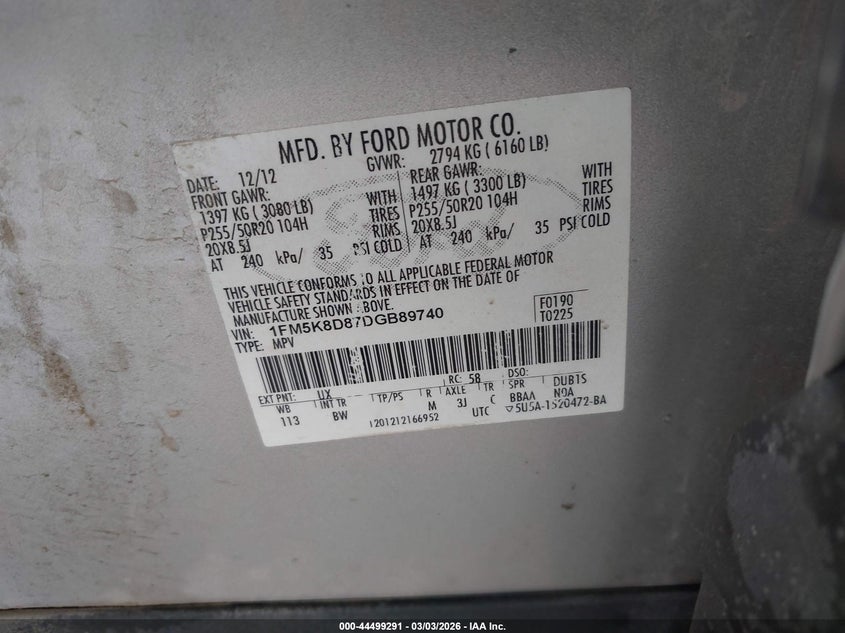 MFD. BY FORD MOTOR CO.
DATE: 12/12 GVWR: 2794 KG ( 6160 LB)
FRONT GAWR: REAR GAWR:
1397 KG ( 3080 LB) WITH 1497 KG ( 3300 LB) WITH
P255/50R20 104H TIRES P255/50R20 104H TIRES
20X8.5J RIMS 20X8.5J RIMS
AT 240 kPa/ 35 PSI COLD AT 240 kPa/ 35 PSI COLD
Ford
THIS VEHICLE CONFORMS TO ALL APPLICABLE FEDERAL MOTOR
VEHICLE SAFETY STANDARDS IN EFFECT ON THE DATE OF
MANUFACTURE SHOWN ABOVE.
VIN: 1FM5K8D87DGB89740
TYPE: MPV
F0190
T0225
EXT PNT: UX RC: 58 DSO:
WB INT TR TP/PS R AXLE TR SPR DUB1S
113 BW M 3J C BBAA N0A
120121216 6952 UTC 5U5A-1520472-BA
000-44499291 - 03/03/2026 - IAA Inc.